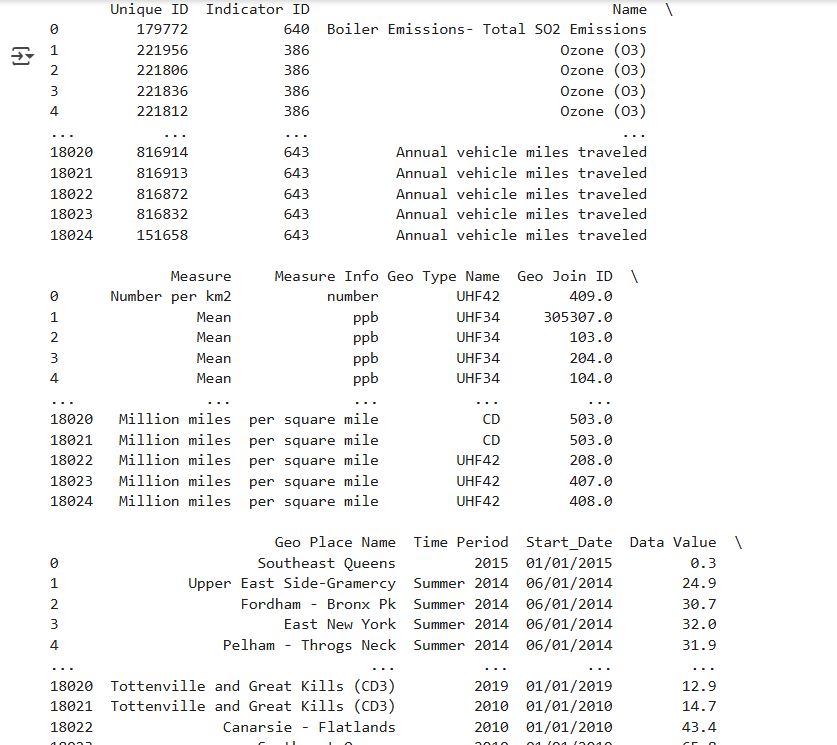 Unique ID  Indicator ID                                   Name  \
0         179772           640  Boiler Emissions- Total SO2 Emissions
1         221956           386                             Ozone (O3)
2         221806           386                             Ozone (O3)
3         221836           386                             Ozone (O3)
4         221812           386                             Ozone (O3)
...          ...           ...                                    ...
18020     816914           643          Annual vehicle miles traveled
18021     816913           643          Annual vehicle miles traveled
18022     816872           643          Annual vehicle miles traveled
18023     816832           643          Annual vehicle miles traveled
18024     151658           643          Annual vehicle miles traveled
Measure     Measure Info Geo Type Name  Geo Join ID  \
0      Number per km2           number         UHF42        409.0
1                Mean              ppb         UHF34     305307.0
2                Mean              ppb         UHF34        103.0
3                Mean              ppb         UHF34        204.0
4                Mean              ppb         UHF34        104.0
...               ...              ...           ...          ...
18020   Million miles  per square mile            CD        503.0
18021   Million miles  per square mile            CD        503.0
18022   Million miles  per square mile         UHF42        208.0
18023   Million miles  per square mile         UHF42        407.0
18024   Million miles  per square mile         UHF42        408.0
Geo Place Name  Time Period  Start_Date  Data Value  \
0                      Southeast Queens         2015  01/01/2015         0.3
1              Upper East Side-Gramercy  Summer 2014  06/01/2014        24.9
2                    Fordham - Bronx Pk  Summer 2014  06/01/2014        30.7
3                         East New York  Summer 2014  06/01/2014        32.0
4                  Pelham - Throgs Neck  Summer 2014  06/01/2014        31.9
...                                 ...          ...         ...         ...
18020  Tottenville and Great Kills (CD3)         2019  01/01/2019        12.9
18021  Tottenville and Great Kills (CD3)         2010  01/01/2010        14.7
18022                Canarsie - Flatlands         2010  01/01/2010        43.4